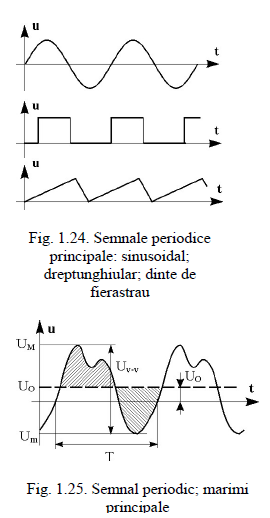 u
t
u
t
u
t
Fig. 1.24. Semnale periodice
principale: sinusoidal;
dreptunghiular; dinte de
fierastrau
u
U_M
U_V-V
U_O
U_O
t
U_m
T
Fig. 1.25. Semnal periodic; marimi
principale